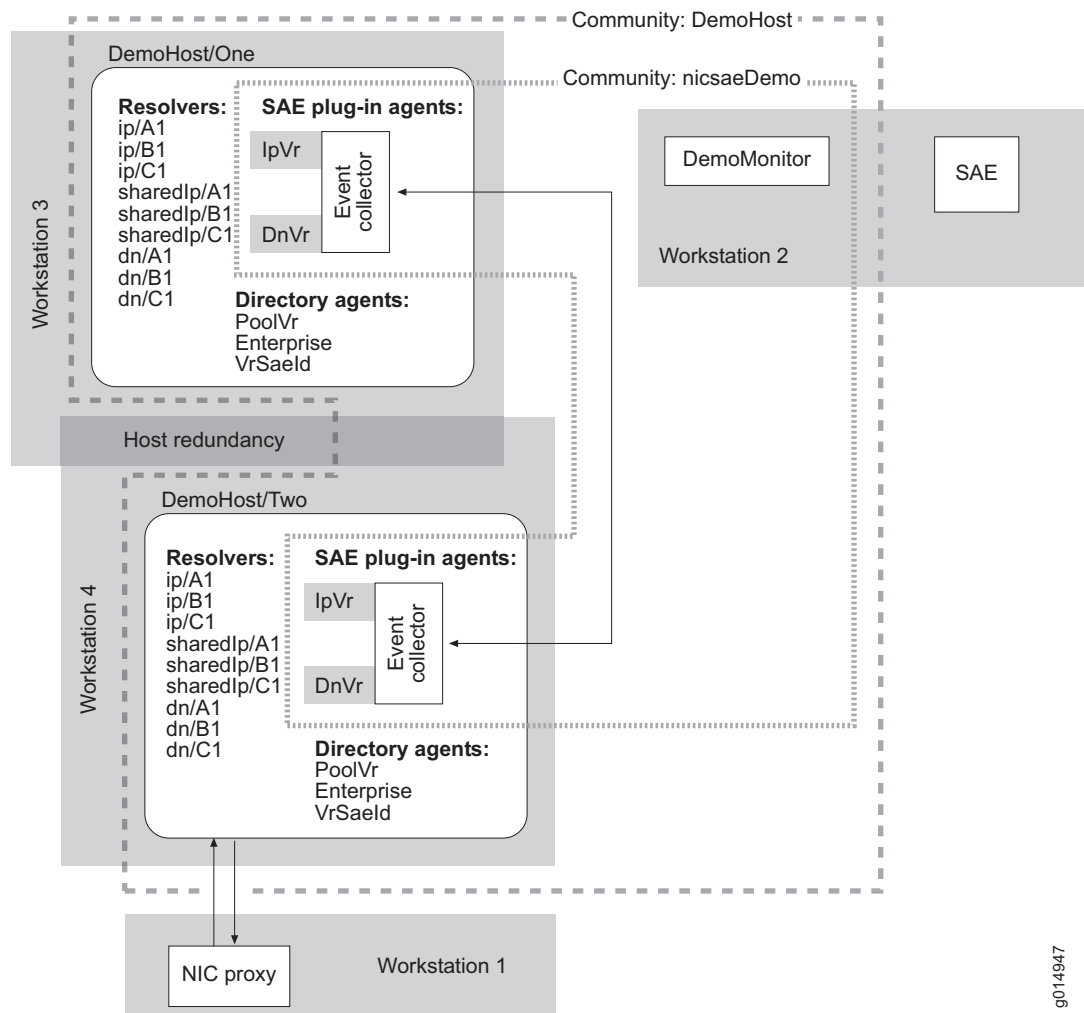 Community: DemoHost
DemoHost/One
Community: nicsaeDemo
Resolvers:
ip/A1
ip/B1
ip/C1
sharedIp/A1
sharedIp/B1
sharedIp/C1
dn/A1
dn/B1
dn/C1
SAE plug-in agents:
IpVr
DnVr
Event
collector
Directory agents:
PoolVr
Enterprise
VrSaeId
Workstation 3
DemoMonitor
SAE
Workstation 2
Host redundancy
DemoHost/Two
Resolvers:
ip/A1
ip/B1
ip/C1
sharedIp/A1
sharedIp/B1
sharedIp/C1
dn/A1
dn/B1
dn/C1
SAE plug-in agents:
IpVr
DnVr
Event
collector
Directory agents:
PoolVr
Enterprise
VrSaeId
Workstation 4
NIC proxy
Workstation 1
g014947